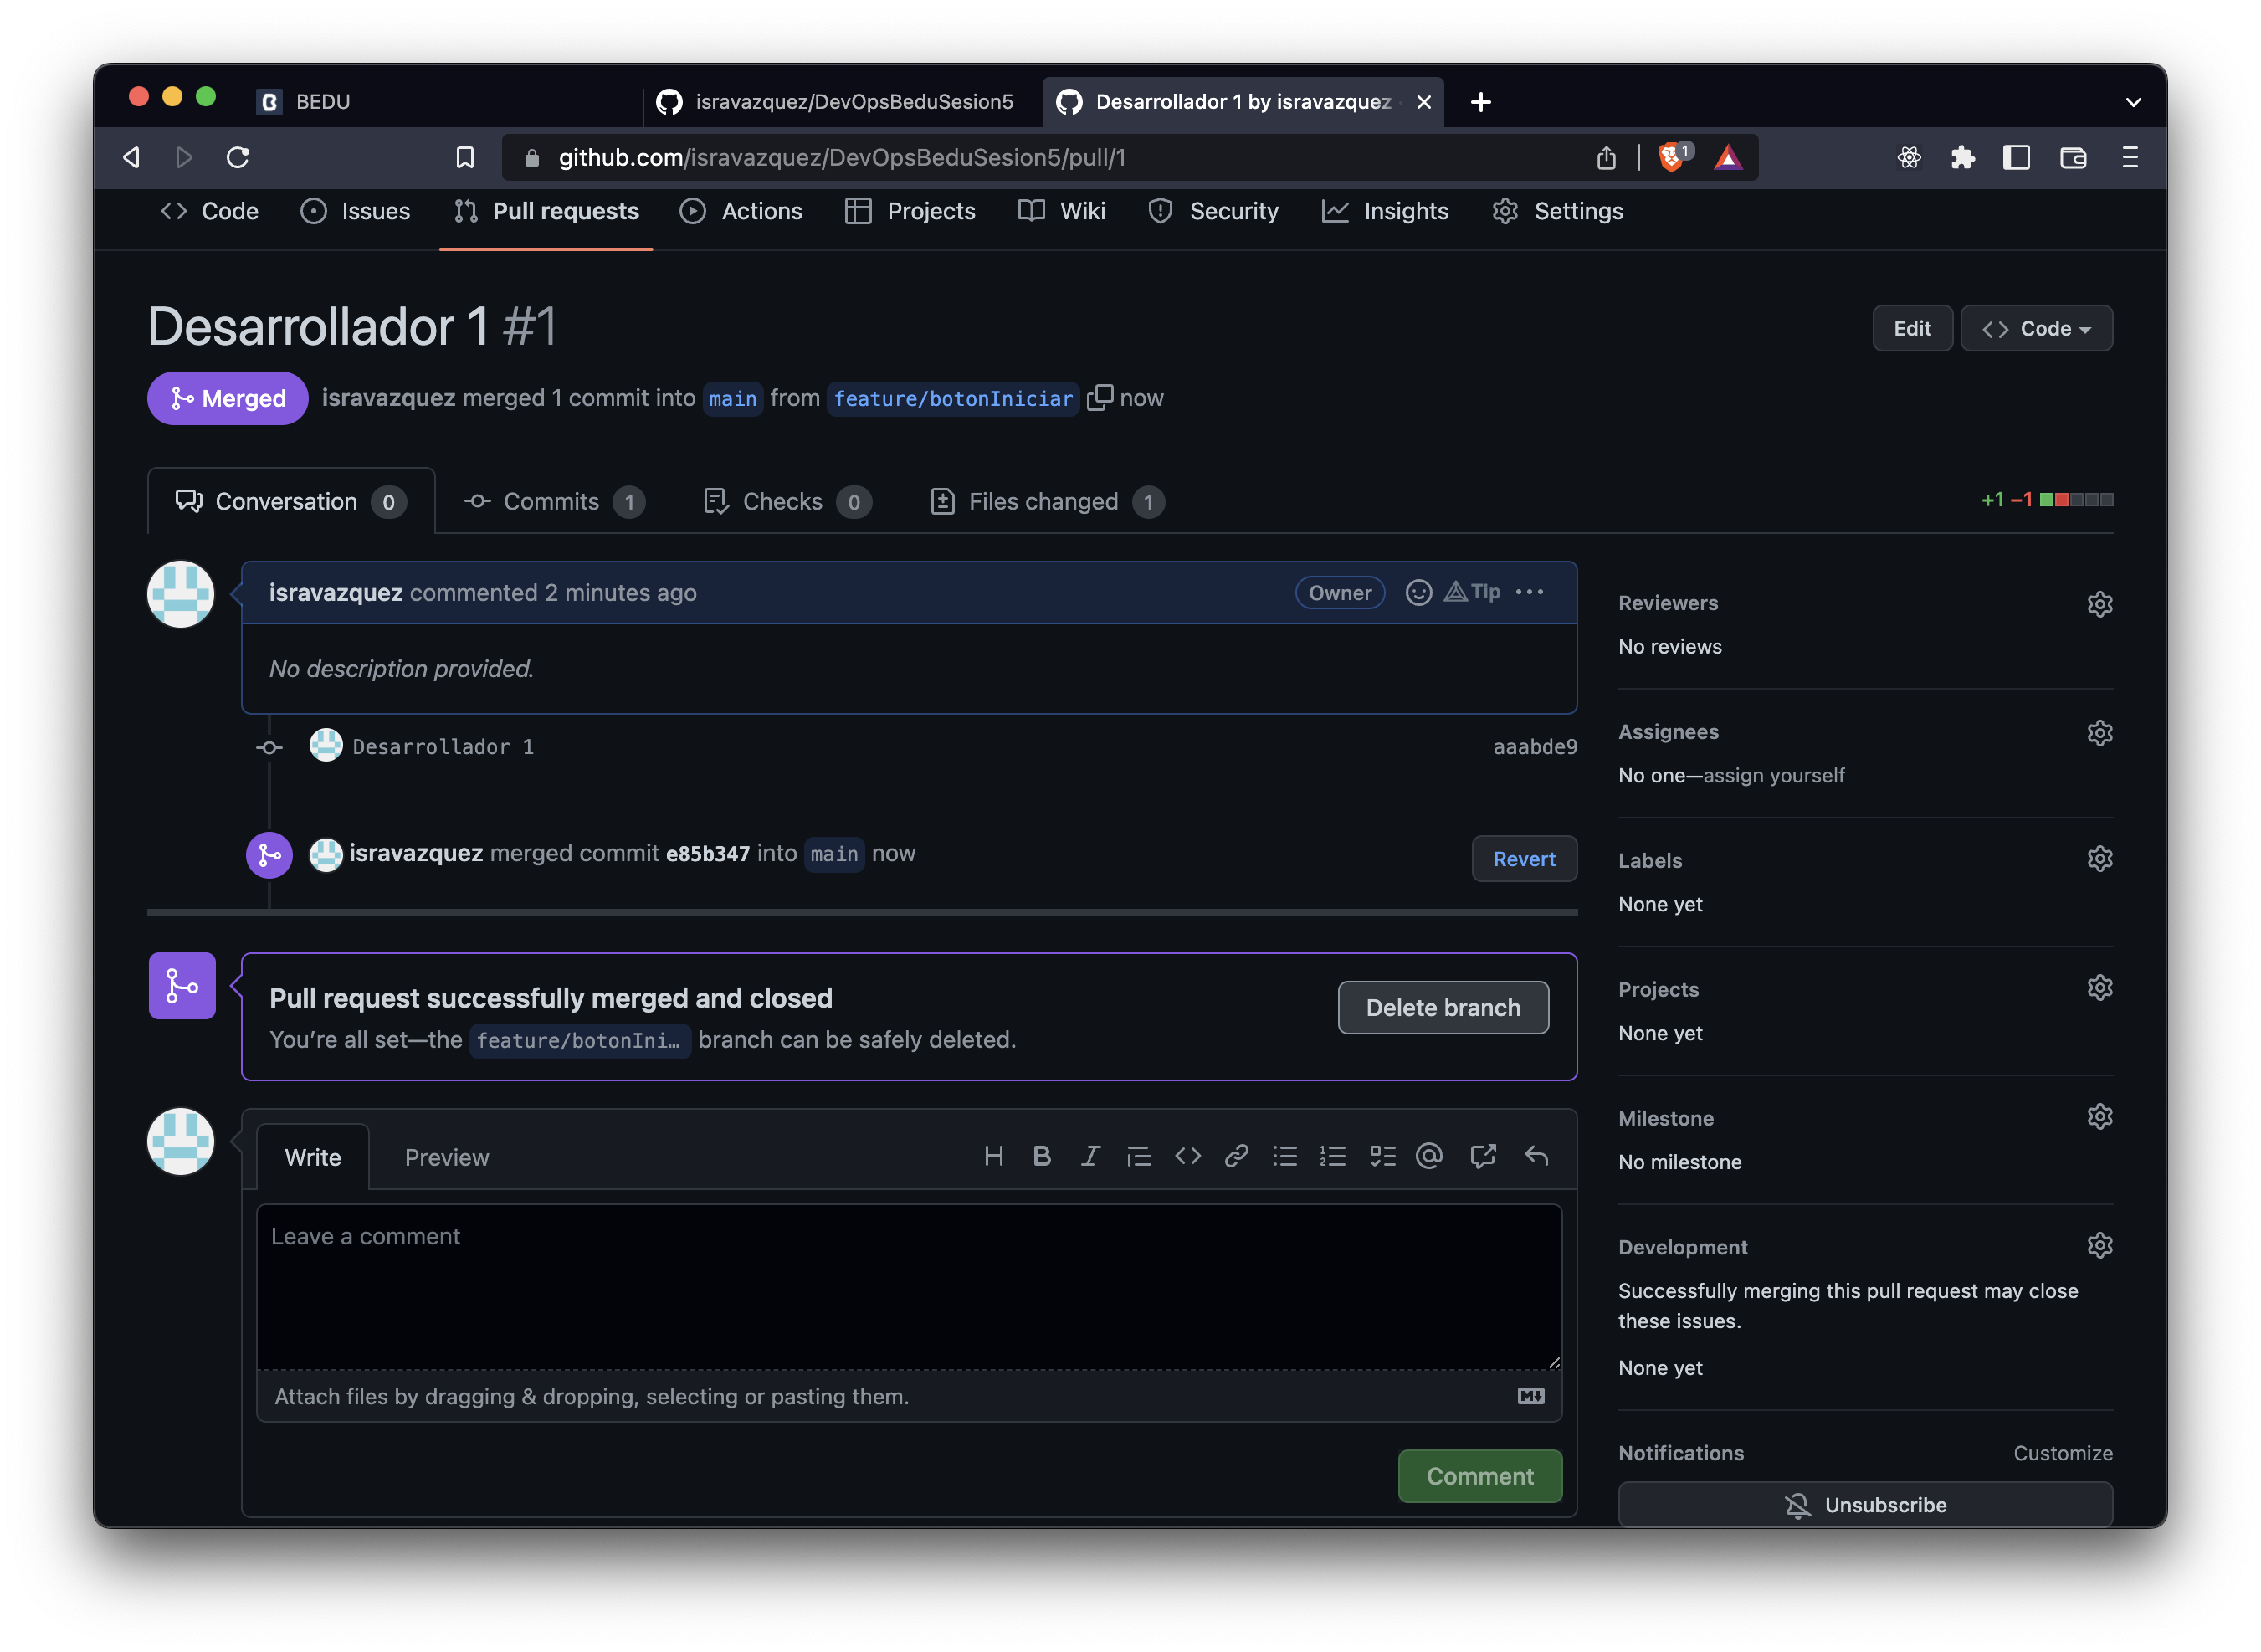 BEDU
isravazquez/DevOpsBeduSesion5
Desarrollador 1 by isravazquez
github.com/isravazquez/DevOpsBeduSesion5/pull/1
1
Code
Issues
Pull requests
Actions
Projects
Wiki
Security
Insights
Settings
Desarrollador 1 #1
Edit
Code
Merged
isravazquez merged 1 commit into main from feature/botonIniciar now
Conversation 0
Commits 1
Checks 0
Files changed 1
+1 −1
isravazquez commented 2 minutes ago
Owner
Tip
No description provided.
Desarrollador 1
aaabde9
isravazquez merged commit e85b347 into main now
Revert
Pull request successfully merged and closed
You’re all set—the feature/botonIni… branch can be safely deleted.
Delete branch
Write
Preview
Leave a comment
Attach files by dragging & dropping, selecting or pasting them.
Comment
Reviewers
No reviews
Assignees
No one—assign yourself
Labels
None yet
Projects
None yet
Milestone
No milestone
Development
Successfully merging this pull request may close
these issues.
None yet
Notifications
Customize
Unsubscribe